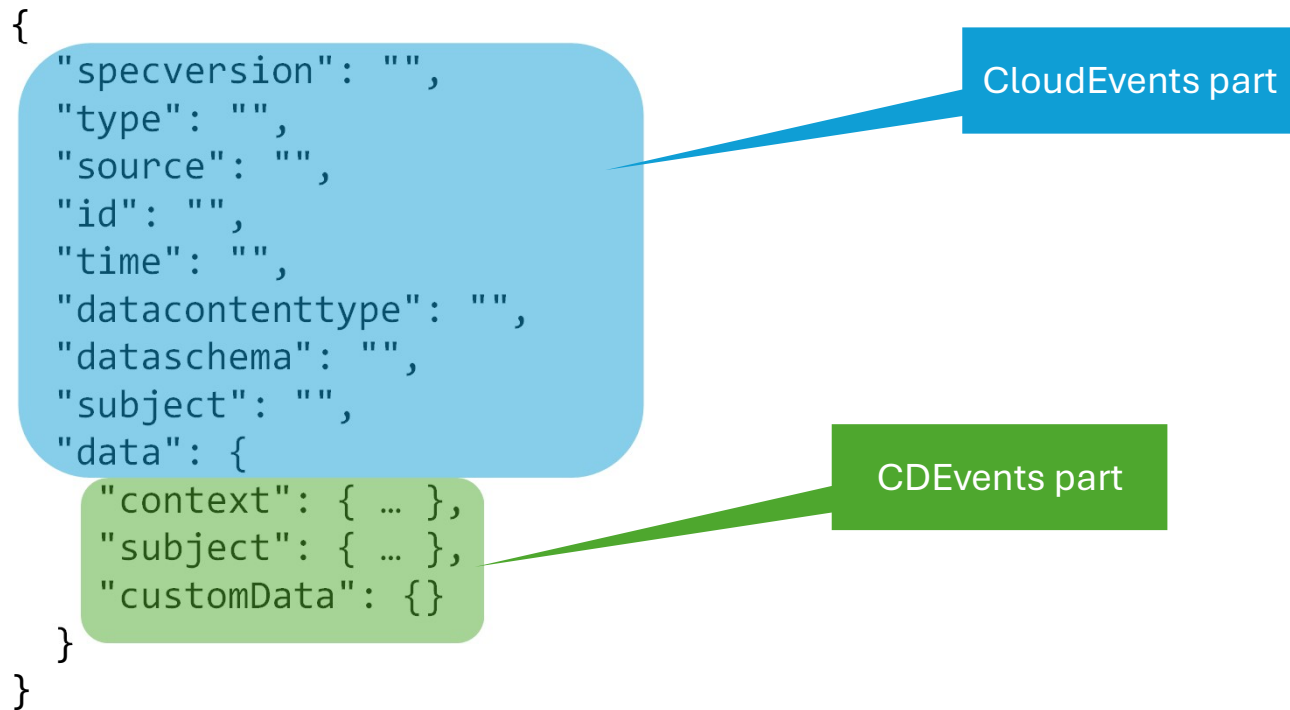 {
"specversion": "",
"type": "",
"source": "",
"id": "",
"time": "",
"datacontenttype": "",
"dataschema": "",
"subject": "",
"data": {
"context": { … },
"subject": { … },
"customData": {}
}
}
CloudEvents part
CDEvents part